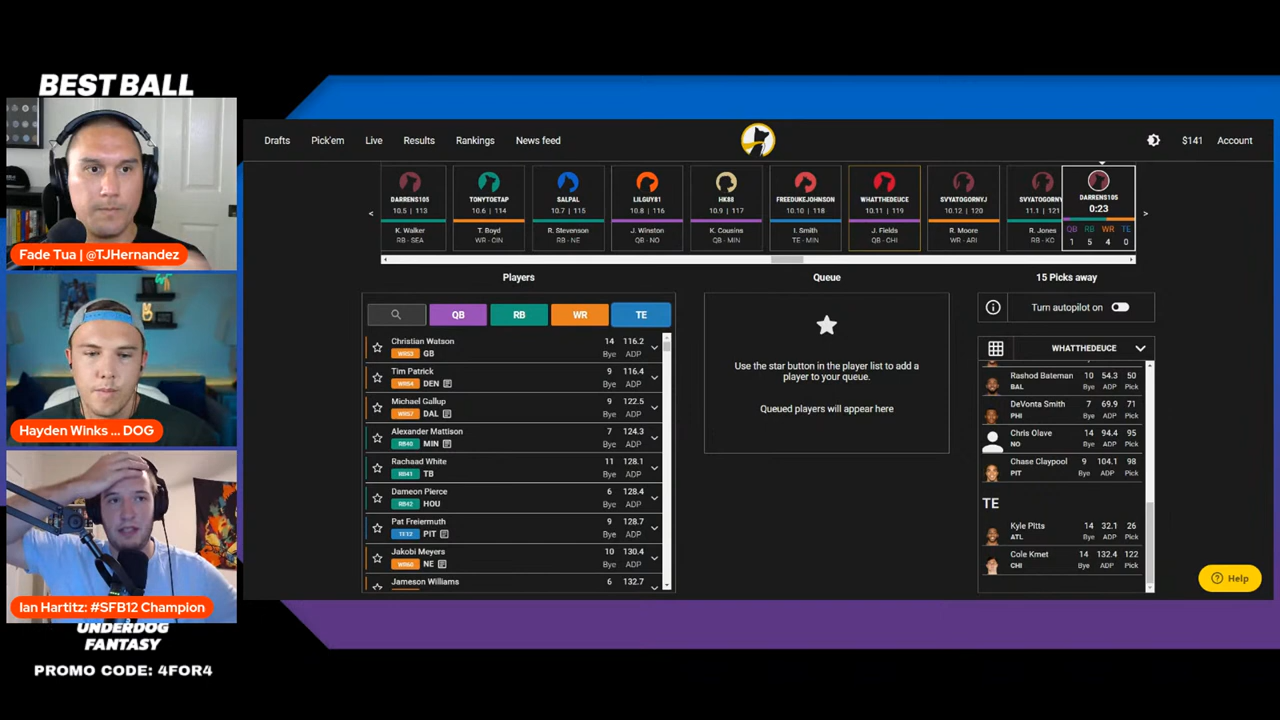 BEST BALL
Fade Tua | @TJHernandez
Hayden Winks ... DOG
Ian Hartitz: #SFB12 Champion
UNDERDOG
FANTASY
PROMO CODE: 4FOR4
Drafts Pick'em Live Results Rankings News feed $141 Account
DARRENS105 TONYTOETAP SALPAL LILGUY81 HK88 FREEDUKEJOHNSON WHATTHEDEUCE SVYATOGORNYJ SVYATOGORNY DARRENS105
10.5 | 113 10.6 | 114 10.7 | 115 10.8 | 116 10.9 | 117 10.10 | 118 10.11 | 119 10.12 | 120 11.1 | 121 0:23
K. Walker T. Boyd R. Stevenson J. Winston K. Cousins I. Smith J. Fields R. Moore R. Jones QB RB WR TE
RB - SEA WR - CIN RB - NE QB - NO QB - MIN TE - MIN QB - CHI WR - ARI RB - KC 1 5 4 0
< >
Players Queue 15 Picks away
QB RB WR TE
Turn autopilot on
Christian Watson 14 116.2
WR53 GB Bye ADP
Tim Patrick 9 116.4
WR54 DEN Bye ADP
Michael Gallup 9 122.5
WR57 DAL Bye ADP
Alexander Mattison 7 124.3
RB40 MIN Bye ADP
Rachaad White 11 128.1
RB41 TB Bye ADP
Dameon Pierce 6 128.4
RB42 HOU Bye ADP
Pat Freiermuth 9 128.7
TE12 PIT Bye ADP
Jakobi Meyers 10 130.4
WR60 NE Bye ADP
Jameson Williams 6 132.7
Use the star button in the player list to add a
player to your queue.
Queued players will appear here
WHATTHEDEUCE
Rashod Bateman 10 54.3 50
BAL Bye ADP Pick
DeVonta Smith 7 69.9 71
PHI Bye ADP Pick
Chris Olave 14 94.4 95
NO Bye ADP Pick
Chase Claypool 9 104.1 98
PIT Bye ADP Pick
TE
Kyle Pitts 14 32.1 26
ATL Bye ADP Pick
Cole Kmet 14 132.4 122
CHI Bye ADP Pick
Help